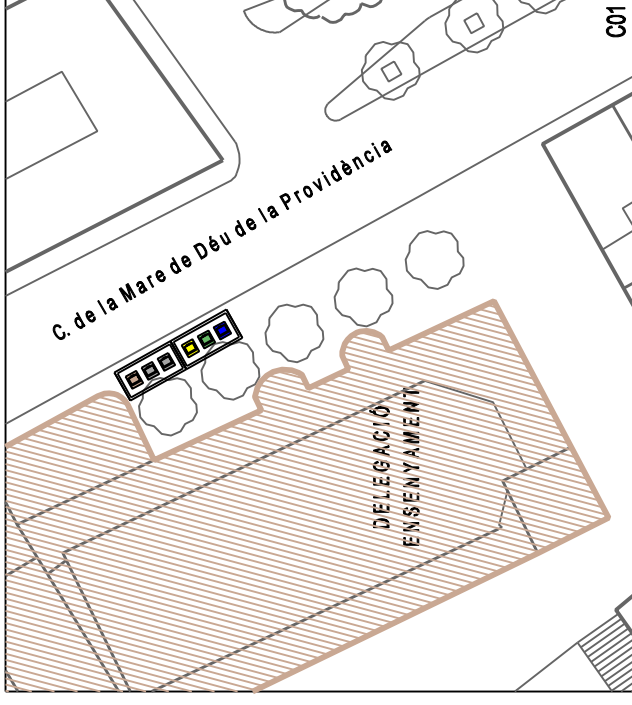 C01
C. de la Mare de Déu de la Providència
DELEGACIÓ
ENSENYAMENT